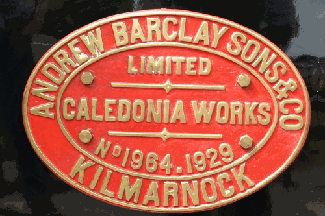 ANDREW BARCLAY SONS & CO
LIMITED
CALEDONIA WORKS
No 1964.1929
KILMARNOCK